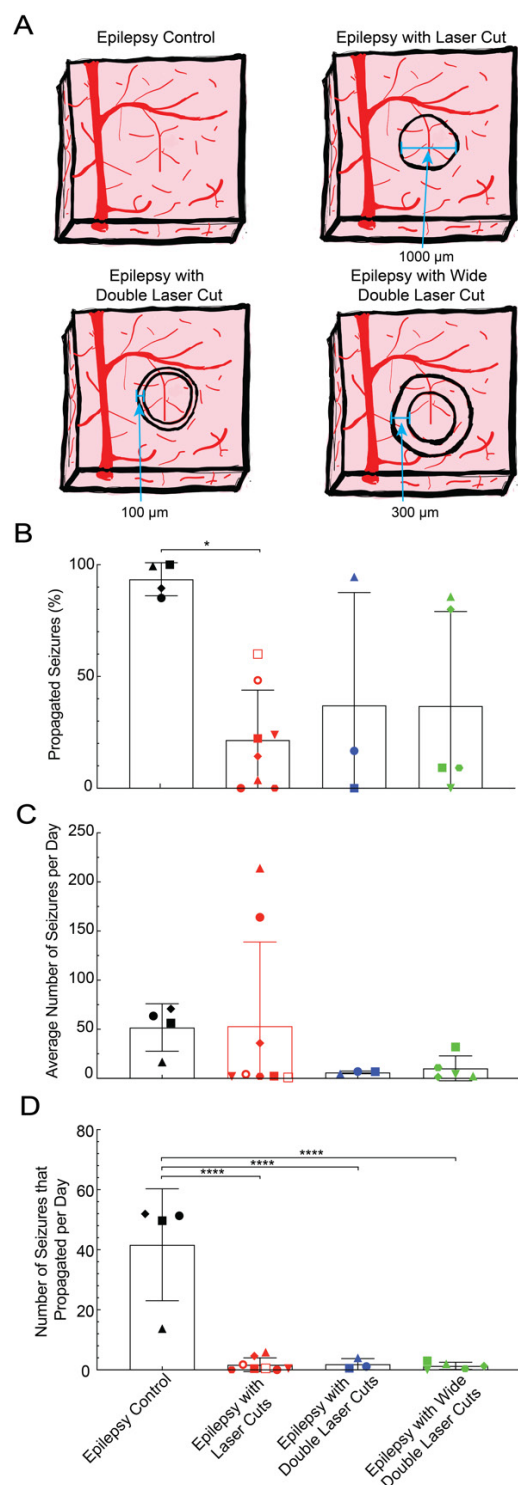 A
Epilepsy Control
Epilepsy with Laser Cut
1000 µm
Epilepsy with
Double Laser Cut
Epilepsy with Wide
Double Laser Cut
100 µm
300 µm
B
Propagated Seizures (%)
100
50
0
*
C
Average Number of Seizures per Day
250
200
150
100
50
0
D
Number of Seizures that
Propagated per Day
80
60
40
20
0
****
****
****
Epilepsy Control
Epilepsy with
Laser Cuts
Epilepsy with
Double Laser Cuts
Epilepsy with Wide
Double Laser Cuts